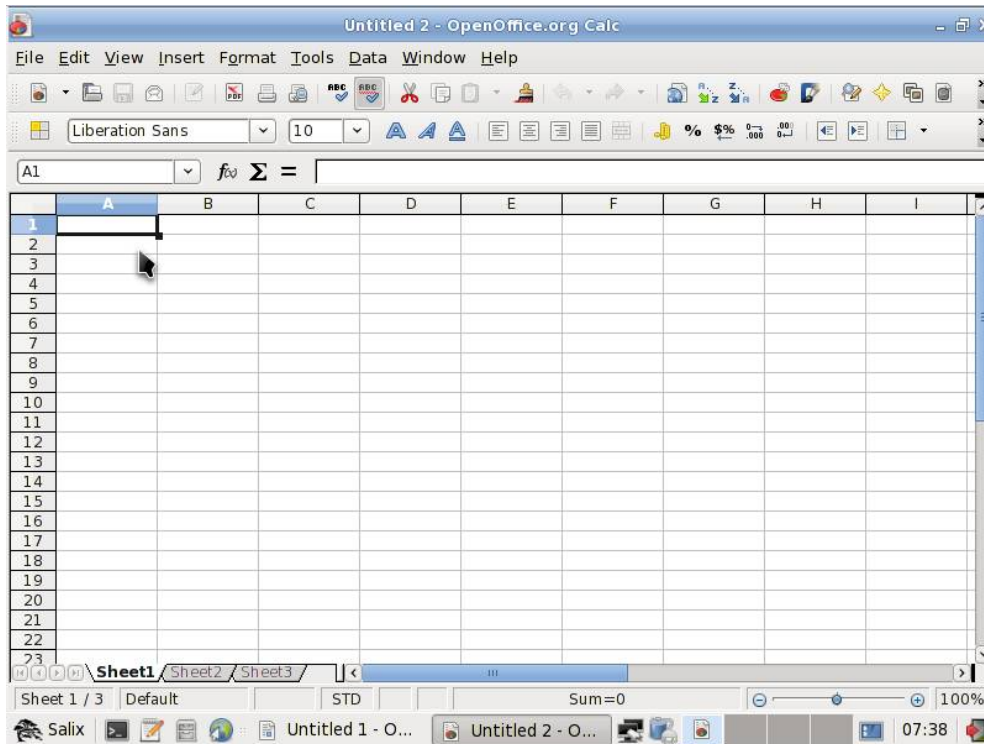 Untitled 2 - OpenOffice.org Calc
File Edit View Insert Format Tools Data Window Help
Liberation Sans 10
A1
A B C D E F G H I
1
2
3
4
5
6
7
8
9
10
11
12
13
14
15
16
17
18
19
20
21
22
23
Sheet1 Sheet2 Sheet3
Sheet 1 / 3 Default STD Sum=0 100%
Salix Untitled 1 - O... Untitled 2 - O... 07:38